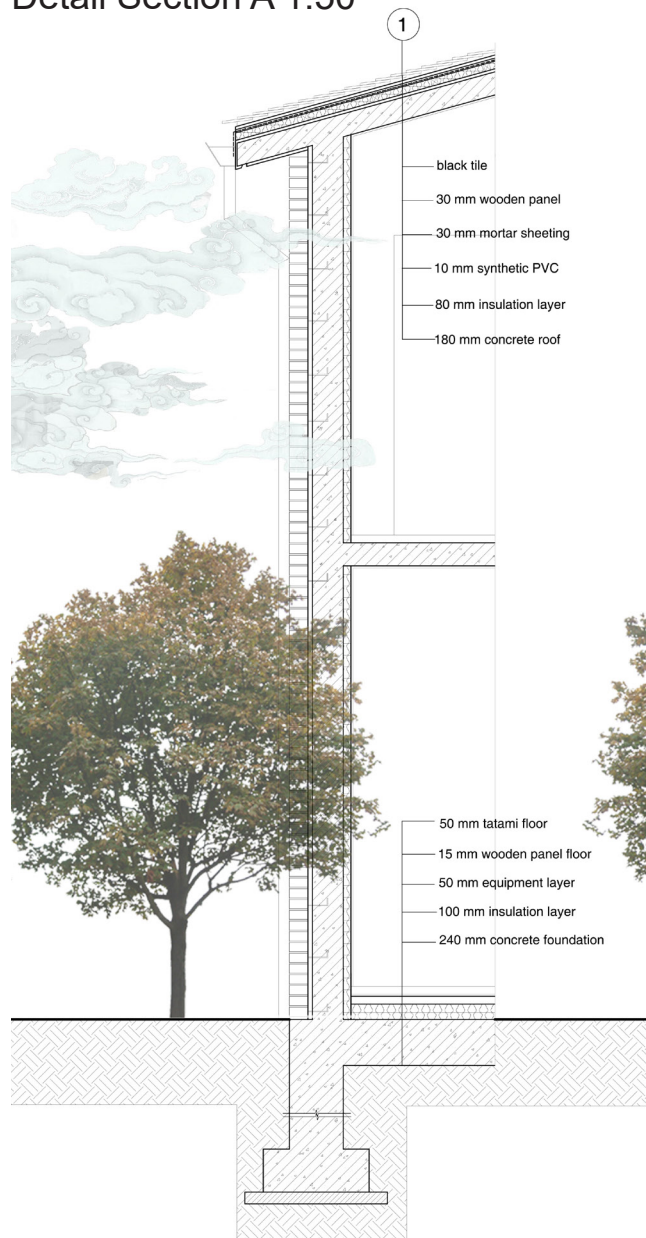 Detail Section A 1:50
1
black tile
30 mm wooden panel
30 mm mortar sheeting
10 mm synthetic PVC
80 mm insulation layer
180 mm concrete roof
50 mm tatami floor
15 mm wooden panel floor
50 mm equipment layer
100 mm insulation layer
240 mm concrete foundation